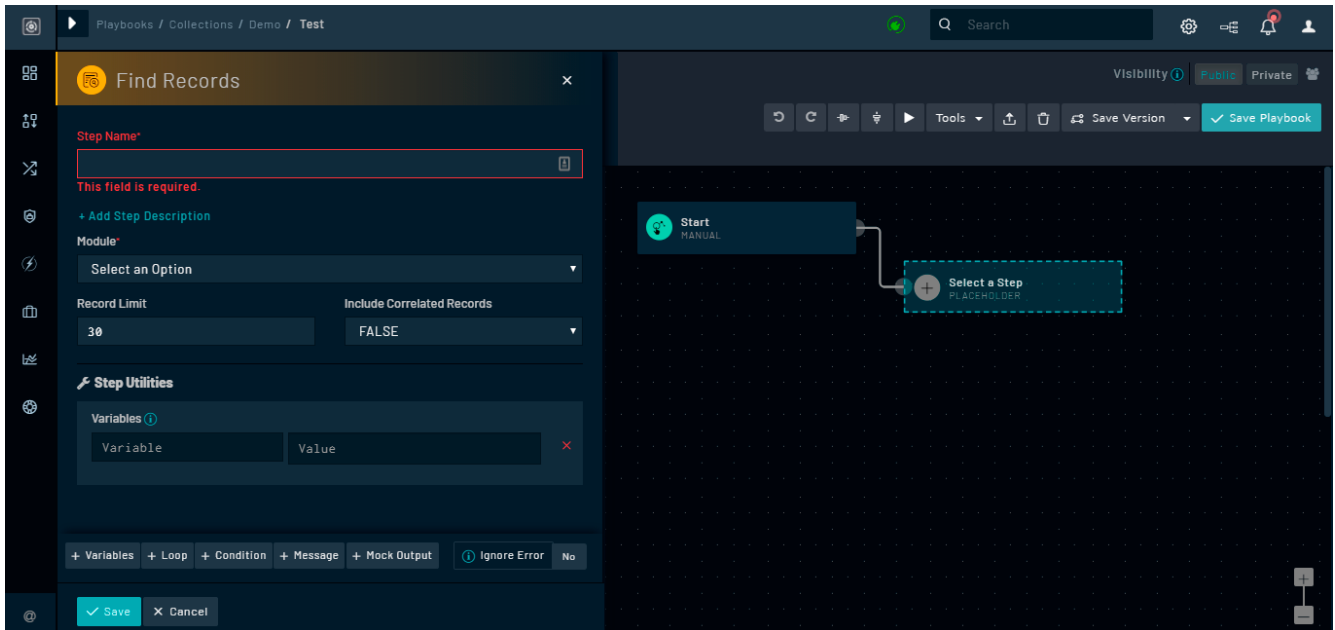 Playbooks / Collections / Demo / Test
Search
Find Records
Visibility Public Private
Tools Save Version Save Playbook
Step Name*
This field is required.
+ Add Step Description
Module*
Select an Option
Record Limit Include Correlated Records
30 FALSE
Step Utilities
Variables
Variable Value
+ Variables + Loop + Condition + Message + Mock Output Ignore Error No
Save Cancel
@
Start
MANUAL
Select a Step
PLACEHOLDER